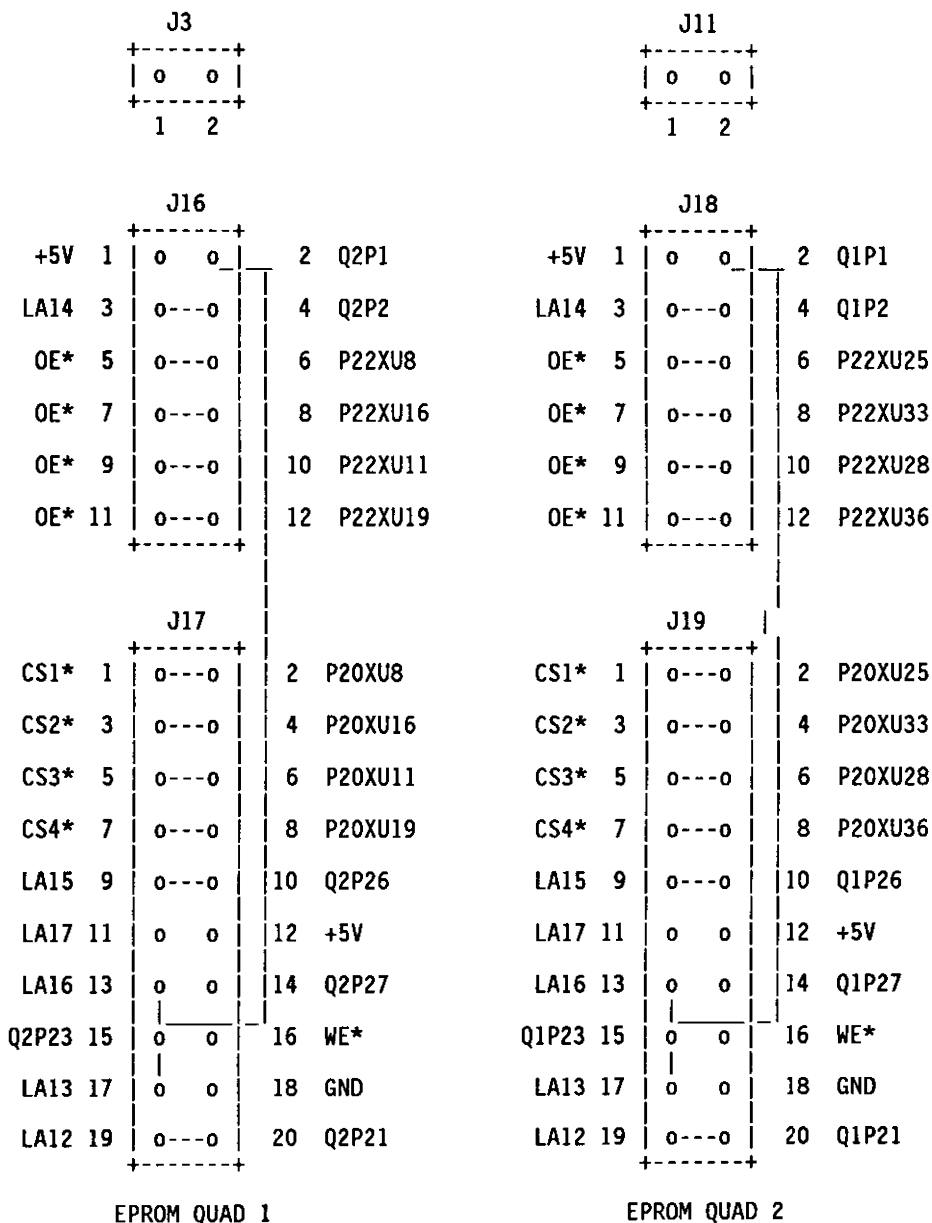 J3 J11
o o o o
1 2 1 2
J16 J18
+5V 1 o o 2 Q2P1 +5V 1 o o 2 Q1P1
LA14 3 o---o 4 Q2P2 LA14 3 o---o 4 Q1P2
OE* 5 o---o 6 P22XU8 OE* 5 o---o 6 P22XU25
OE* 7 o---o 8 P22XU16 OE* 7 o---o 8 P22XU33
OE* 9 o---o 10 P22XU11 OE* 9 o---o 10 P22XU28
OE* 11 o---o 12 P22XU19 OE* 11 o---o 12 P22XU36
J17 J19
CS1* 1 o---o 2 P20XU8 CS1* 1 o---o 2 P20XU25
CS2* 3 o---o 4 P20XU16 CS2* 3 o---o 4 P20XU33
CS3* 5 o---o 6 P20XU11 CS3* 5 o---o 6 P20XU28
CS4* 7 o---o 8 P20XU19 CS4* 7 o---o 8 P20XU36
LA15 9 o---o 10 Q2P26 LA15 9 o---o 10 Q1P26
LA17 11 o o 12 +5V LA17 11 o o 12 +5V
LA16 13 o o 14 Q2P27 LA16 13 o o 14 Q1P27
Q2P23 15 o o 16 WE* Q1P23 15 o o 16 WE*
LA13 17 o o 18 GND LA13 17 o o 18 GND
LA12 19 o---o 20 Q2P21 LA12 19 o---o 20 Q1P21
EPROM QUAD 1 EPROM QUAD 2